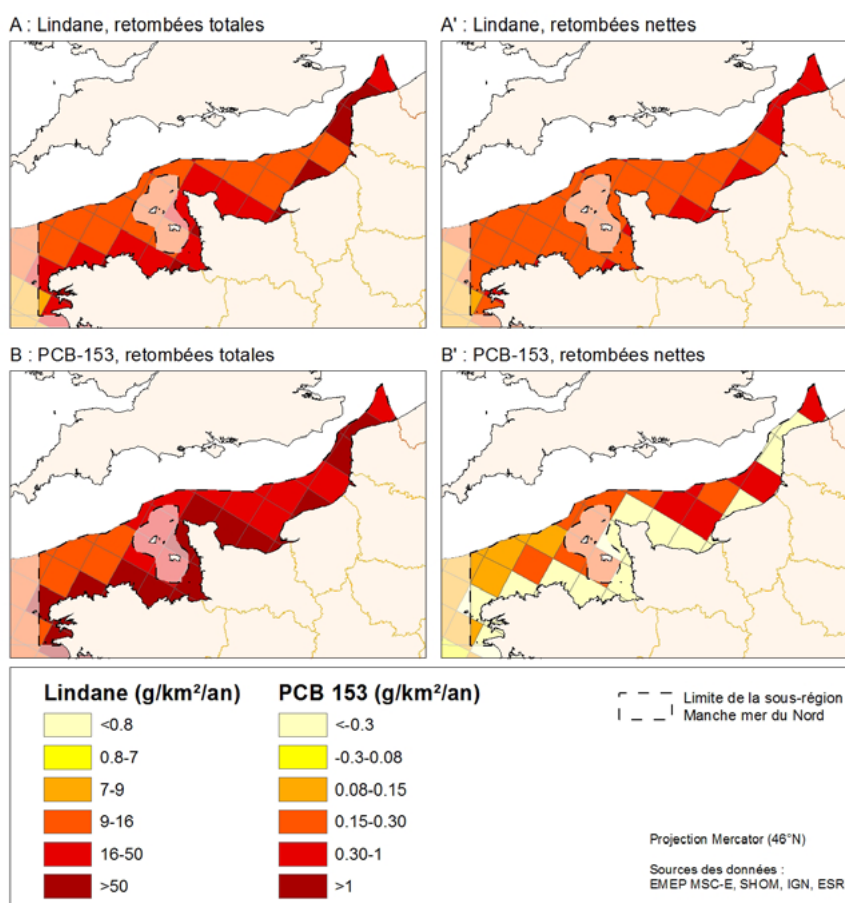 A : Lindane, retombées totales
A' : Lindane, retombées nettes
B : PCB-153, retombées totales
B' : PCB-153, retombées nettes
Lindane (g/km²/an)
<0.8
0.8-7
7-9
9-16
16-50
>50
PCB 153 (g/km²/an)
<-0.3
-0.3-0.08
0.08-0.15
0.15-0.30
0.30-1
>1
Limite de la sous-région
Manche mer du Nord
Projection Mercator (46°N)
Sources des données :
EMEP MSC-E, SHOM, IGN, ESRI